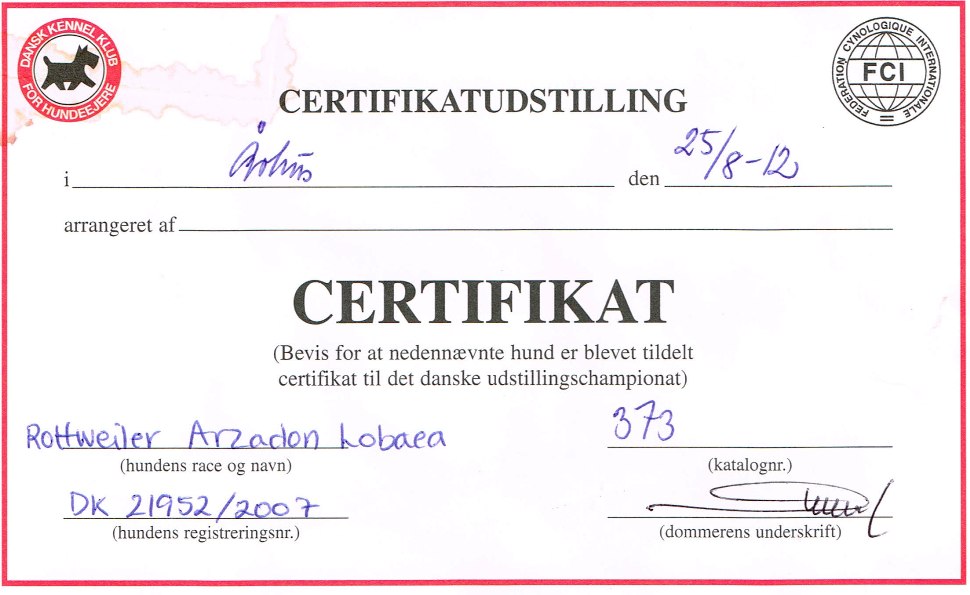 DANSK KENNEL KLUB
FOR HUNDEEJERE
FEDERATION CYNOLOGIQUE INTERNATIONALE
FCI
CERTIFIKATUDSTILLING
i Århus den 25/8-12
arrangeret af
CERTIFIKAT
(Bevis for at nedennævnte hund er blevet tildelt
certifikat til det danske udstillingschampionat)
Rottweiler Arzadon Lobaea 373
(hundens race og navn) (katalognr.)
DK 21952/2007
(hundens registreringsnr.) (dommerens underskrift)